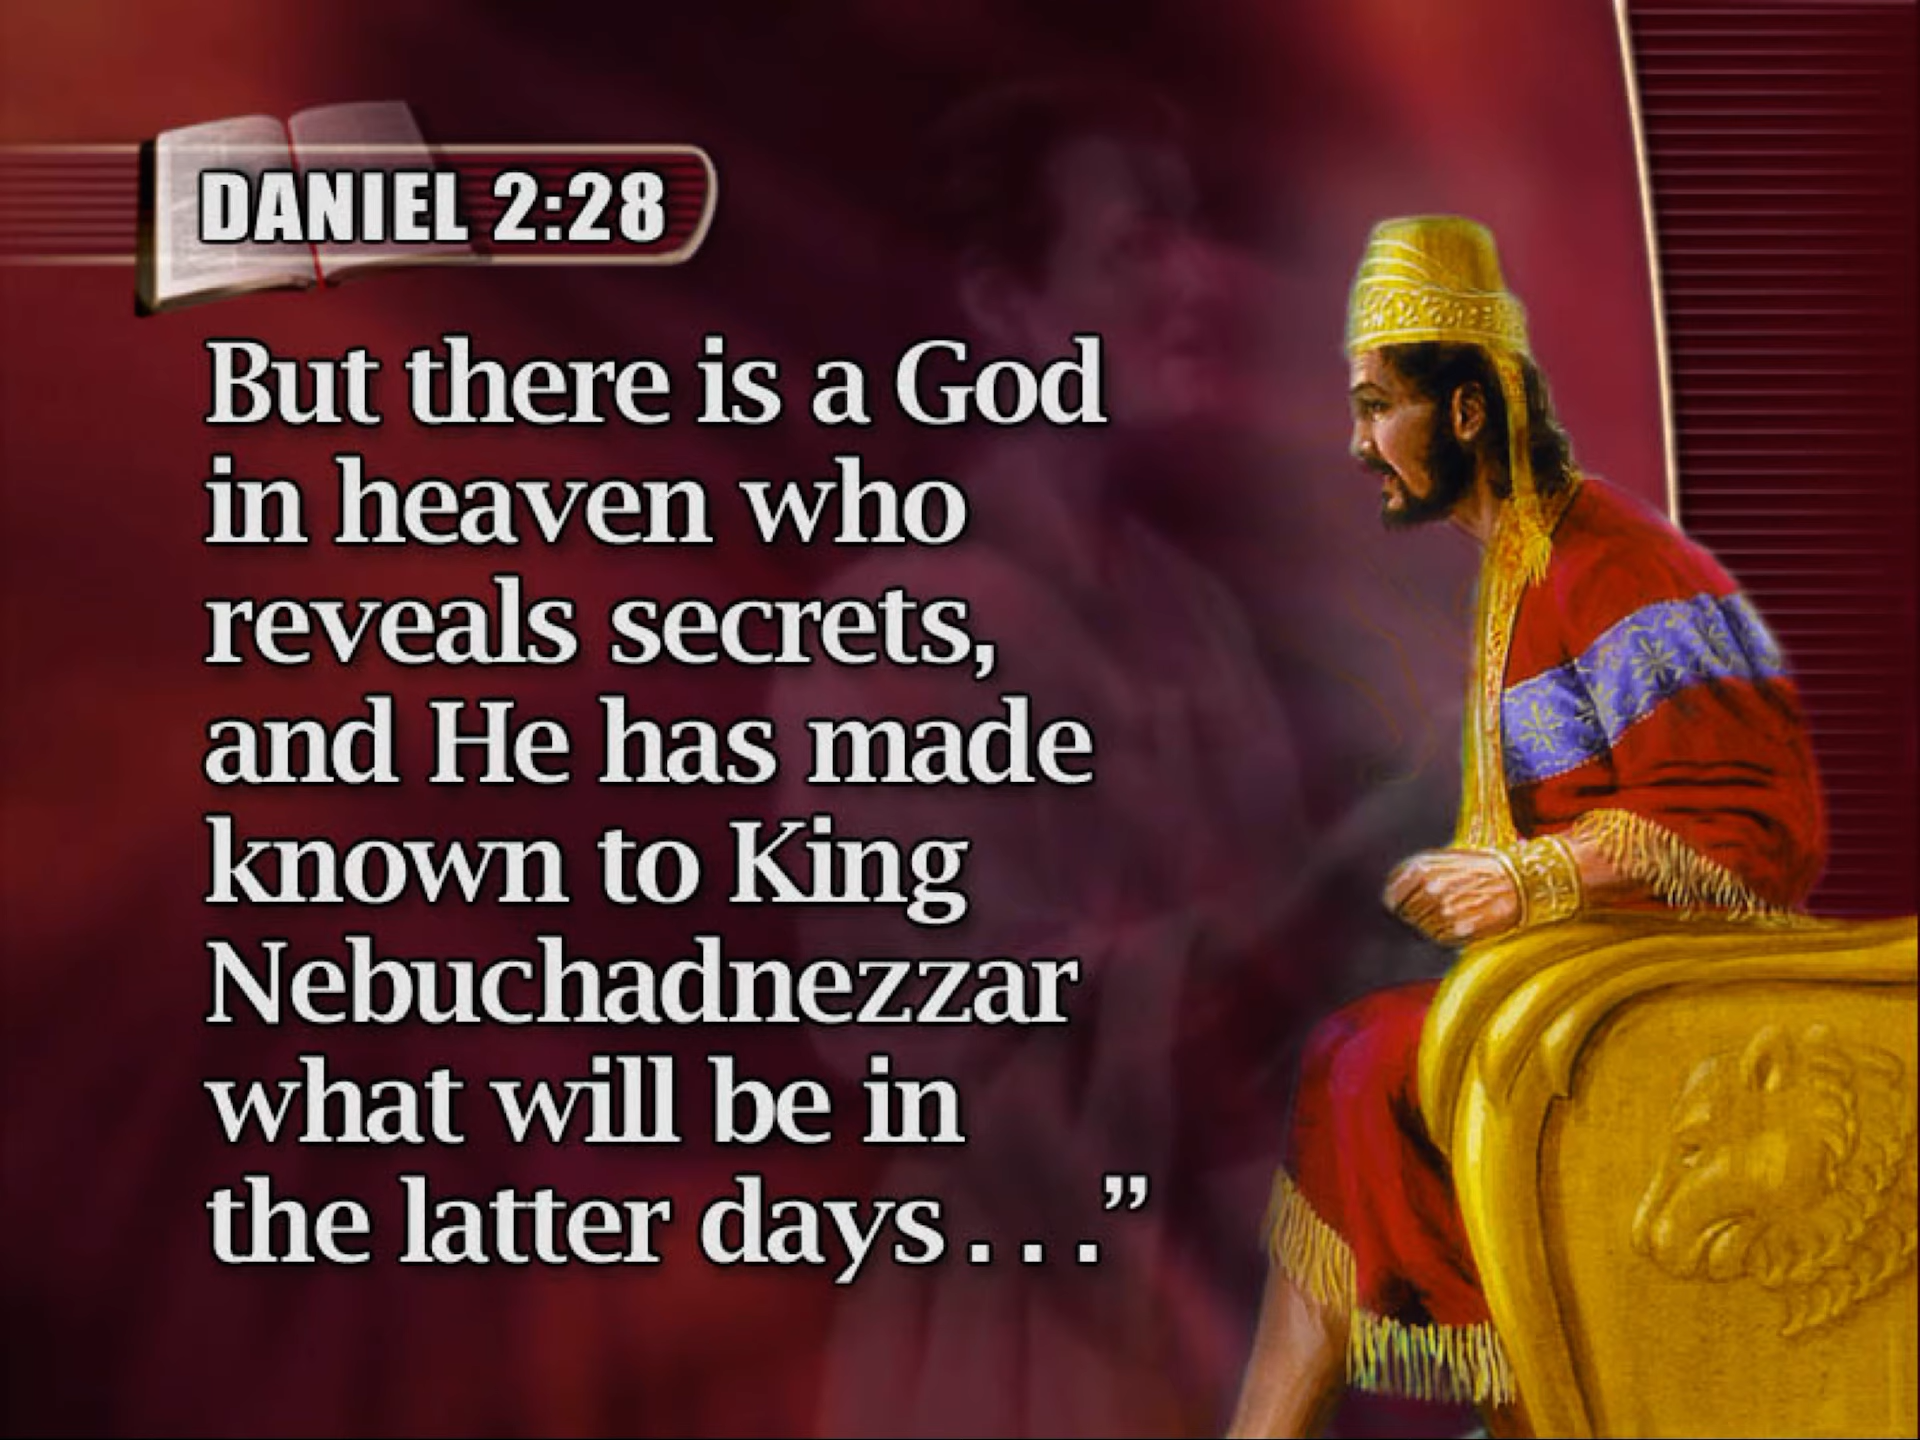 DANIEL 2:28
But there is a God
in heaven who
reveals secrets,
and He has made
known to King
Nebuchadnezzar
what will be in
the latter days . . .”